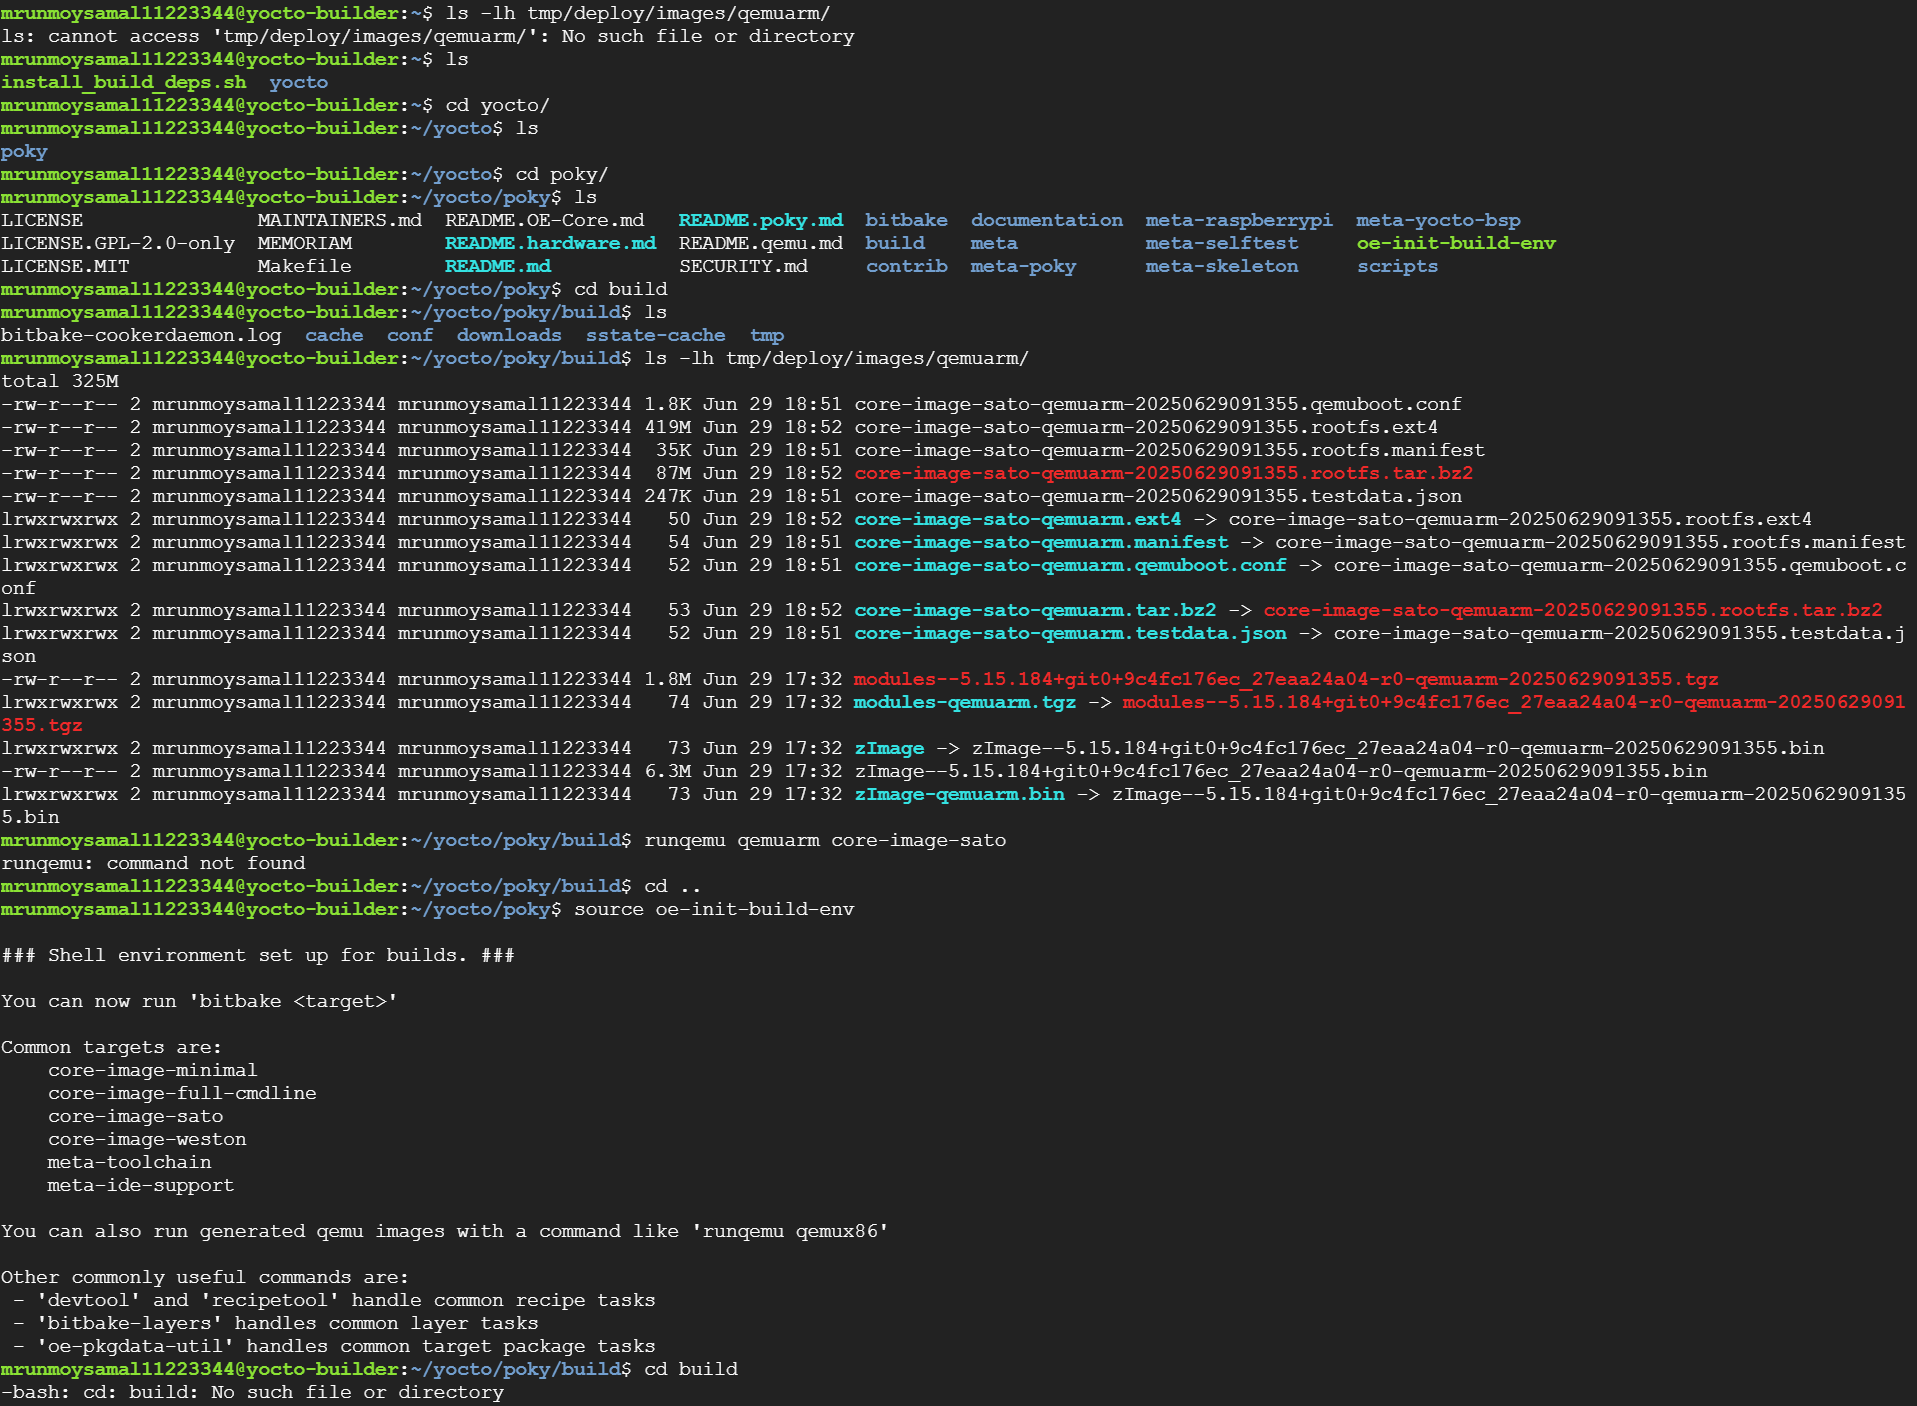 mrunmoysamal11223344@yocto-builder:~$ ls -lh tmp/deploy/images/qemuarm/
ls: cannot access 'tmp/deploy/images/qemuarm/': No such file or directory
mrunmoysamal11223344@yocto-builder:~$ ls
install_build_deps.sh  yocto
mrunmoysamal11223344@yocto-builder:~$ cd yocto/
mrunmoysamal11223344@yocto-builder:~/yocto$ ls
poky
mrunmoysamal11223344@yocto-builder:~/yocto$ cd poky/
mrunmoysamal11223344@yocto-builder:~/yocto/poky$ ls
LICENSE               MAINTAINERS.md  README.OE-Core.md   README.poky.md  bitbake  documentation  meta-raspberrypi  meta-yocto-bsp
LICENSE.GPL-2.0-only  MEMORIAM        README.hardware.md  README.qemu.md  build    meta           meta-selftest     oe-init-build-env
LICENSE.MIT           Makefile        README.md           SECURITY.md     contrib  meta-poky      meta-skeleton     scripts
mrunmoysamal11223344@yocto-builder:~/yocto/poky$ cd build
mrunmoysamal11223344@yocto-builder:~/yocto/poky/build$ ls
bitbake-cookerdaemon.log  cache  conf  downloads  sstate-cache  tmp
mrunmoysamal11223344@yocto-builder:~/yocto/poky/build$ ls -lh tmp/deploy/images/qemuarm/
total 325M
-rw-r--r-- 2 mrunmoysamal11223344 mrunmoysamal11223344 1.8K Jun 29 18:51 core-image-sato-qemuarm-20250629091355.qemuboot.conf
-rw-r--r-- 2 mrunmoysamal11223344 mrunmoysamal11223344 419M Jun 29 18:52 core-image-sato-qemuarm-20250629091355.rootfs.ext4
-rw-r--r-- 2 mrunmoysamal11223344 mrunmoysamal11223344  35K Jun 29 18:51 core-image-sato-qemuarm-20250629091355.rootfs.manifest
-rw-r--r-- 2 mrunmoysamal11223344 mrunmoysamal11223344  87M Jun 29 18:52 core-image-sato-qemuarm-20250629091355.rootfs.tar.bz2
-rw-r--r-- 2 mrunmoysamal11223344 mrunmoysamal11223344 247K Jun 29 18:51 core-image-sato-qemuarm-20250629091355.testdata.json
lrwxrwxrwx 2 mrunmoysamal11223344 mrunmoysamal11223344   50 Jun 29 18:52 core-image-sato-qemuarm.ext4 -> core-image-sato-qemuarm-20250629091355.rootfs.ext4
lrwxrwxrwx 2 mrunmoysamal11223344 mrunmoysamal11223344   54 Jun 29 18:51 core-image-sato-qemuarm.manifest -> core-image-sato-qemuarm-20250629091355.rootfs.manifest
lrwxrwxrwx 2 mrunmoysamal11223344 mrunmoysamal11223344   52 Jun 29 18:51 core-image-sato-qemuarm.qemuboot.conf -> core-image-sato-qemuarm-20250629091355.qemuboot.c
onf
lrwxrwxrwx 2 mrunmoysamal11223344 mrunmoysamal11223344   53 Jun 29 18:52 core-image-sato-qemuarm.tar.bz2 -> core-image-sato-qemuarm-20250629091355.rootfs.tar.bz2
lrwxrwxrwx 2 mrunmoysamal11223344 mrunmoysamal11223344   52 Jun 29 18:51 core-image-sato-qemuarm.testdata.json -> core-image-sato-qemuarm-20250629091355.testdata.j
son
-rw-r--r-- 2 mrunmoysamal11223344 mrunmoysamal11223344 1.8M Jun 29 17:32 modules--5.15.184+git0+9c4fc176ec_27eaa24a04-r0-qemuarm-20250629091355.tgz
lrwxrwxrwx 2 mrunmoysamal11223344 mrunmoysamal11223344   74 Jun 29 17:32 modules-qemuarm.tgz -> modules--5.15.184+git0+9c4fc176ec_27eaa24a04-r0-qemuarm-20250629091
355.tgz
lrwxrwxrwx 2 mrunmoysamal11223344 mrunmoysamal11223344   73 Jun 29 17:32 zImage -> zImage--5.15.184+git0+9c4fc176ec_27eaa24a04-r0-qemuarm-20250629091355.bin
-rw-r--r-- 2 mrunmoysamal11223344 mrunmoysamal11223344 6.3M Jun 29 17:32 zImage--5.15.184+git0+9c4fc176ec_27eaa24a04-r0-qemuarm-20250629091355.bin
lrwxrwxrwx 2 mrunmoysamal11223344 mrunmoysamal11223344   73 Jun 29 17:32 zImage-qemuarm.bin -> zImage--5.15.184+git0+9c4fc176ec_27eaa24a04-r0-qemuarm-2025062909135
5.bin
mrunmoysamal11223344@yocto-builder:~/yocto/poky/build$ runqemu qemuarm core-image-sato
runqemu: command not found
mrunmoysamal11223344@yocto-builder:~/yocto/poky/build$ cd ..
mrunmoysamal11223344@yocto-builder:~/yocto/poky$ source oe-init-build-env

### Shell environment set up for builds. ###

You can now run 'bitbake <target>'

Common targets are:
    core-image-minimal
    core-image-full-cmdline
    core-image-sato
    core-image-weston
    meta-toolchain
    meta-ide-support

You can also run generated qemu images with a command like 'runqemu qemux86'

Other commonly useful commands are:
 - 'devtool' and 'recipetool' handle common recipe tasks
 - 'bitbake-layers' handles common layer tasks
 - 'oe-pkgdata-util' handles common target package tasks
mrunmoysamal11223344@yocto-builder:~/yocto/poky/build$ cd build
-bash: cd: build: No such file or directory